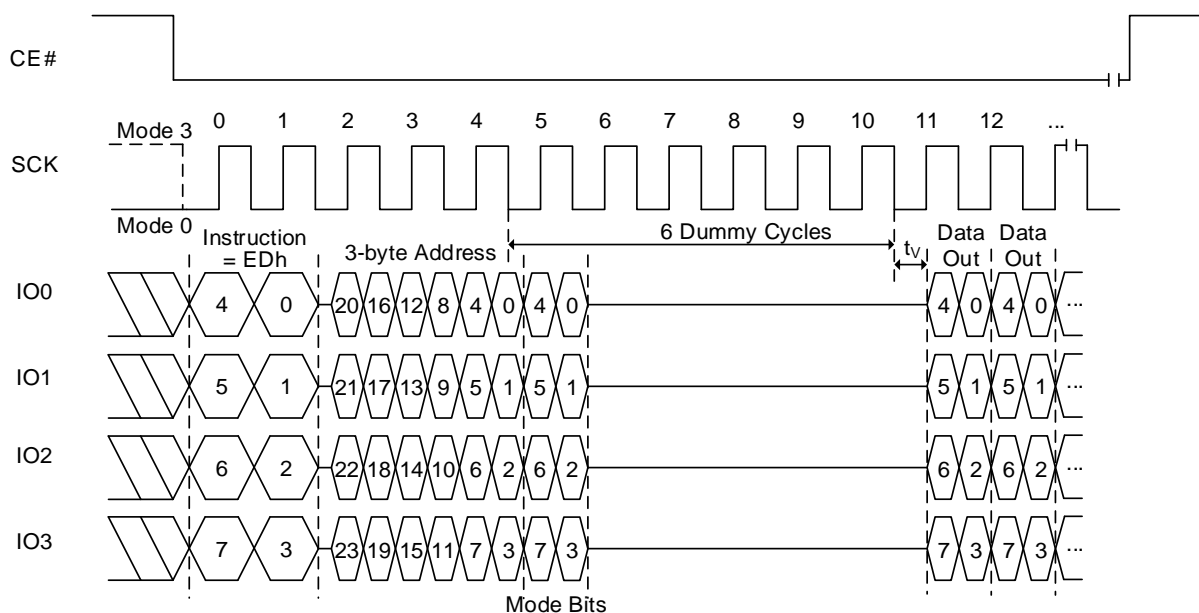 CE#
0 1 2 3 4 5 6 7 8 9 10 11 12 ...
Mode 3
SCK
Mode 0
6 Dummy Cycles
Instruction
= EDh
3-byte Address
tV
Data
Out
Data
Out
IO0 4 0 20 16 12 8 4 0 4 0 4 0 4 0 ...
IO1 5 1 21 17 13 9 5 1 5 1 5 1 5 1 ...
IO2 6 2 22 18 14 10 6 2 6 2 6 2 6 2 ...
IO3 7 3 23 19 15 11 7 3 7 3 7 3 7 3 ...
Mode Bits